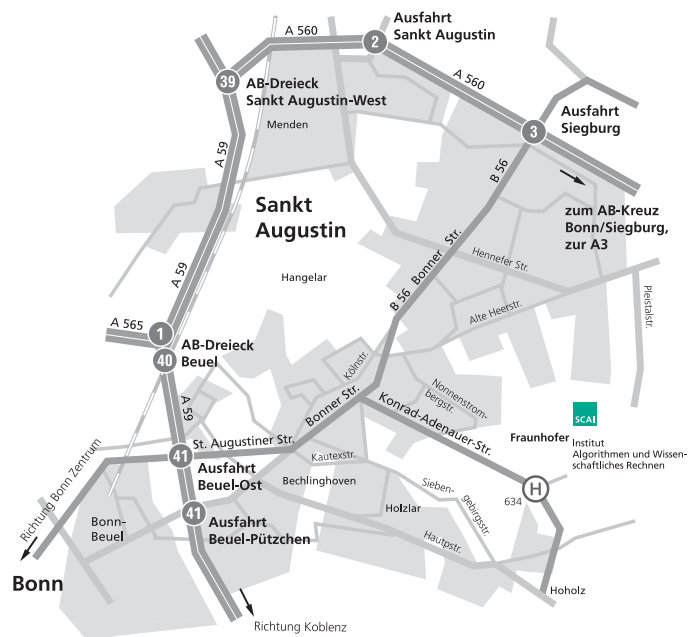 A 560
2
Ausfahrt
Sankt Augustin
39
AB-Dreieck
Sankt Augustin-West
A 560
Menden
Ausfahrt
Siegburg
3
A 59
B 56
zum AB-Kreuz
Bonn/Siegburg,
zur A3
Sankt
Augustin
Hennefer Str.
B 56 Bonner Str.
Hangelar
A 59
Pleistalstr.
Alte Heerstr.
A 565
1
AB-Dreieck
Beuel
40
Kölnstr.
Nonnenstrom-
bergstr.
A 59
Bonner Str.
Konrad-Adenauer-Str.
SCAI
Fraunhofer
Institut
Algorithmen und Wissen-
schaftliches Rechnen
St. Augustiner Str.
41
Ausfahrt
Beuel-Ost
Kautexstr.
Bechlinghoven
Sieben-
gebirgsstr.
H
634
Richtung Bonn Zentrum
41
Ausfahrt
Beuel-Pützchen
Holzlar
Hauptstr.
Bonn-
Beuel
Bonn
Hoholz
Richtung Koblenz